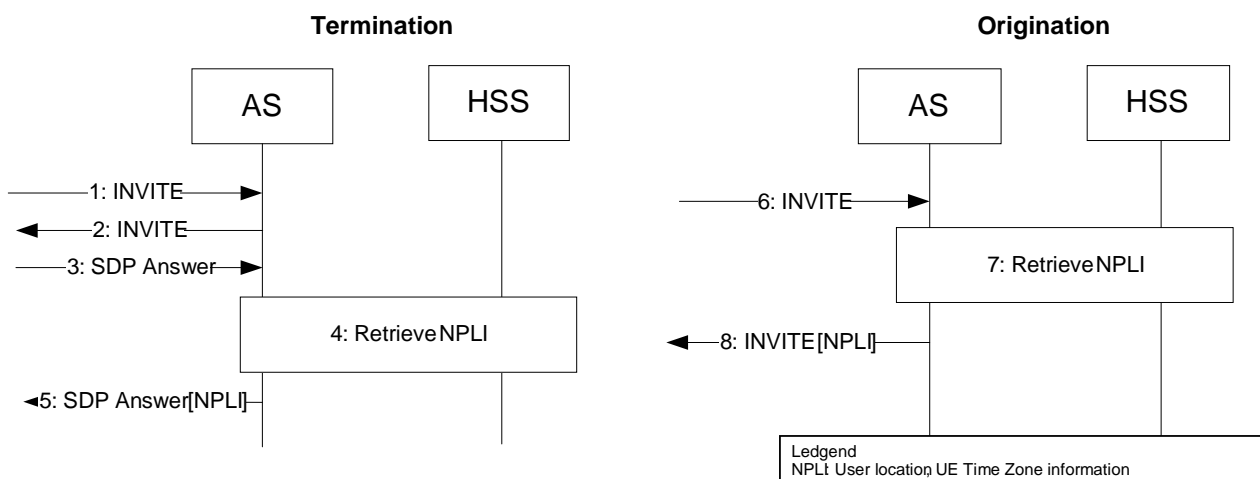 Termination
Origination
AS
HSS
AS
HSS
1: INVITE
2: INVITE
3: SDP Answer
4: Retrieve NPLI
5: SDP Answer[NPLI]
6: INVITE
7: Retrieve NPLI
8: INVITE[NPLI]
Ledgend
NPLI: User location, UE Time Zone information